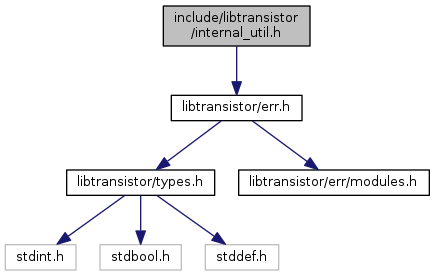 include/libtransistor
/internal_util.h
libtransistor/err.h
libtransistor/types.h
libtransistor/err/modules.h
stdint.h
stdbool.h
stddef.h